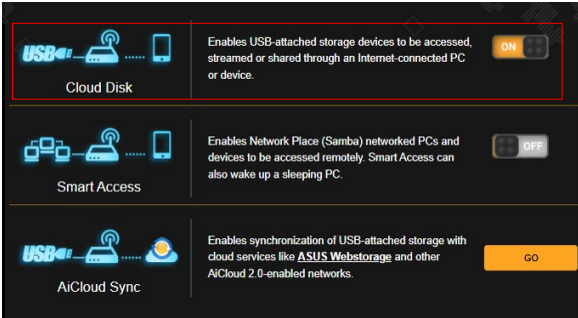 USB
Cloud Disk
Enables USB-attached storage devices to be accessed,
streamed or shared through an Internet-connected PC
or device.
ON
Smart Access
Enables Network Place (Samba) networked PCs and
devices to be accessed remotely. Smart Access can
also wake up a sleeping PC.
OFF
USB
AiCloud Sync
Enables synchronization of USB-attached storage with
cloud services like ASUS Webstorage and other
AiCloud 2.0-enabled networks.
GO